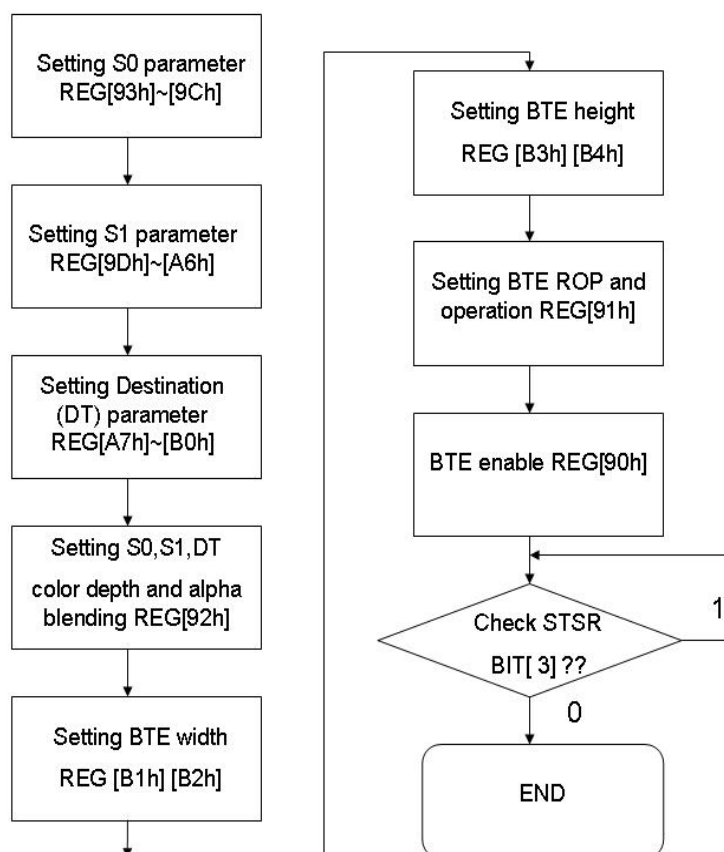 Setting S0 parameter
REG[93h]~[9Ch]
Setting S1 parameter
REG[9Dh]~[A6h]
Setting Destination
(DT) parameter
REG[A7h]~[B0h]
Setting S0,S1,DT
color depth and alpha
blending REG[92h]
Setting BTE width
REG [B1h] [B2h]
Setting BTE height
REG [B3h] [B4h]
Setting BTE ROP and
operation REG[91h]
BTE enable REG[90h]
Check STSR
BIT[ 3] ??
1
0
END